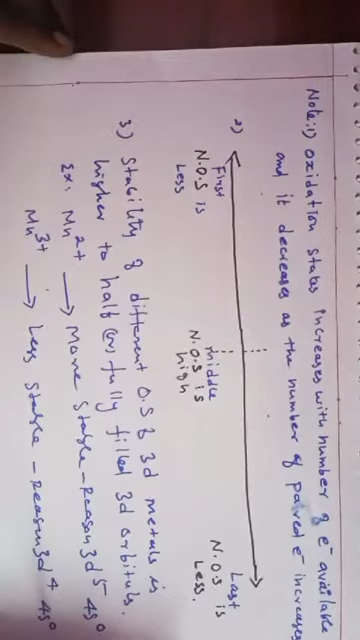 Note:1) Oxidation states increases with number of e⁻ available
and it decreases as the number of paired e⁻ increases
2)
First middle Last
N.O.S is N.O.S is N.O.S is
Less high Less.
3) Stability of different O.S of 3d metals is
higher to half (or) fully filled 3d orbitals.
Ex: Mn²⁺ → More Stable - Reason 3d⁵ 4s⁰
Mn³⁺ → Less Stable - Reason 3d⁴ 4s⁰